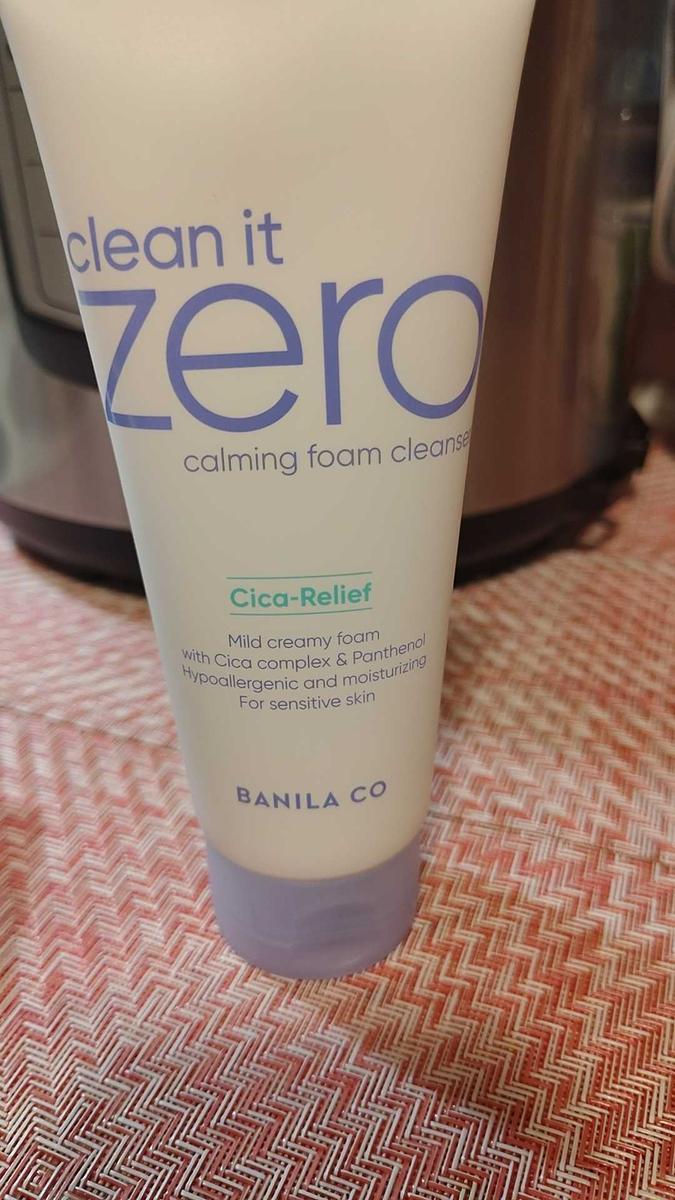 clean it
zero
calming foam cleanse
Cica-Relief
Mild creamy foam
with Cica complex & Panthenol
Hypoallergenic and moisturizing
For sensitive skin
BANILA CO